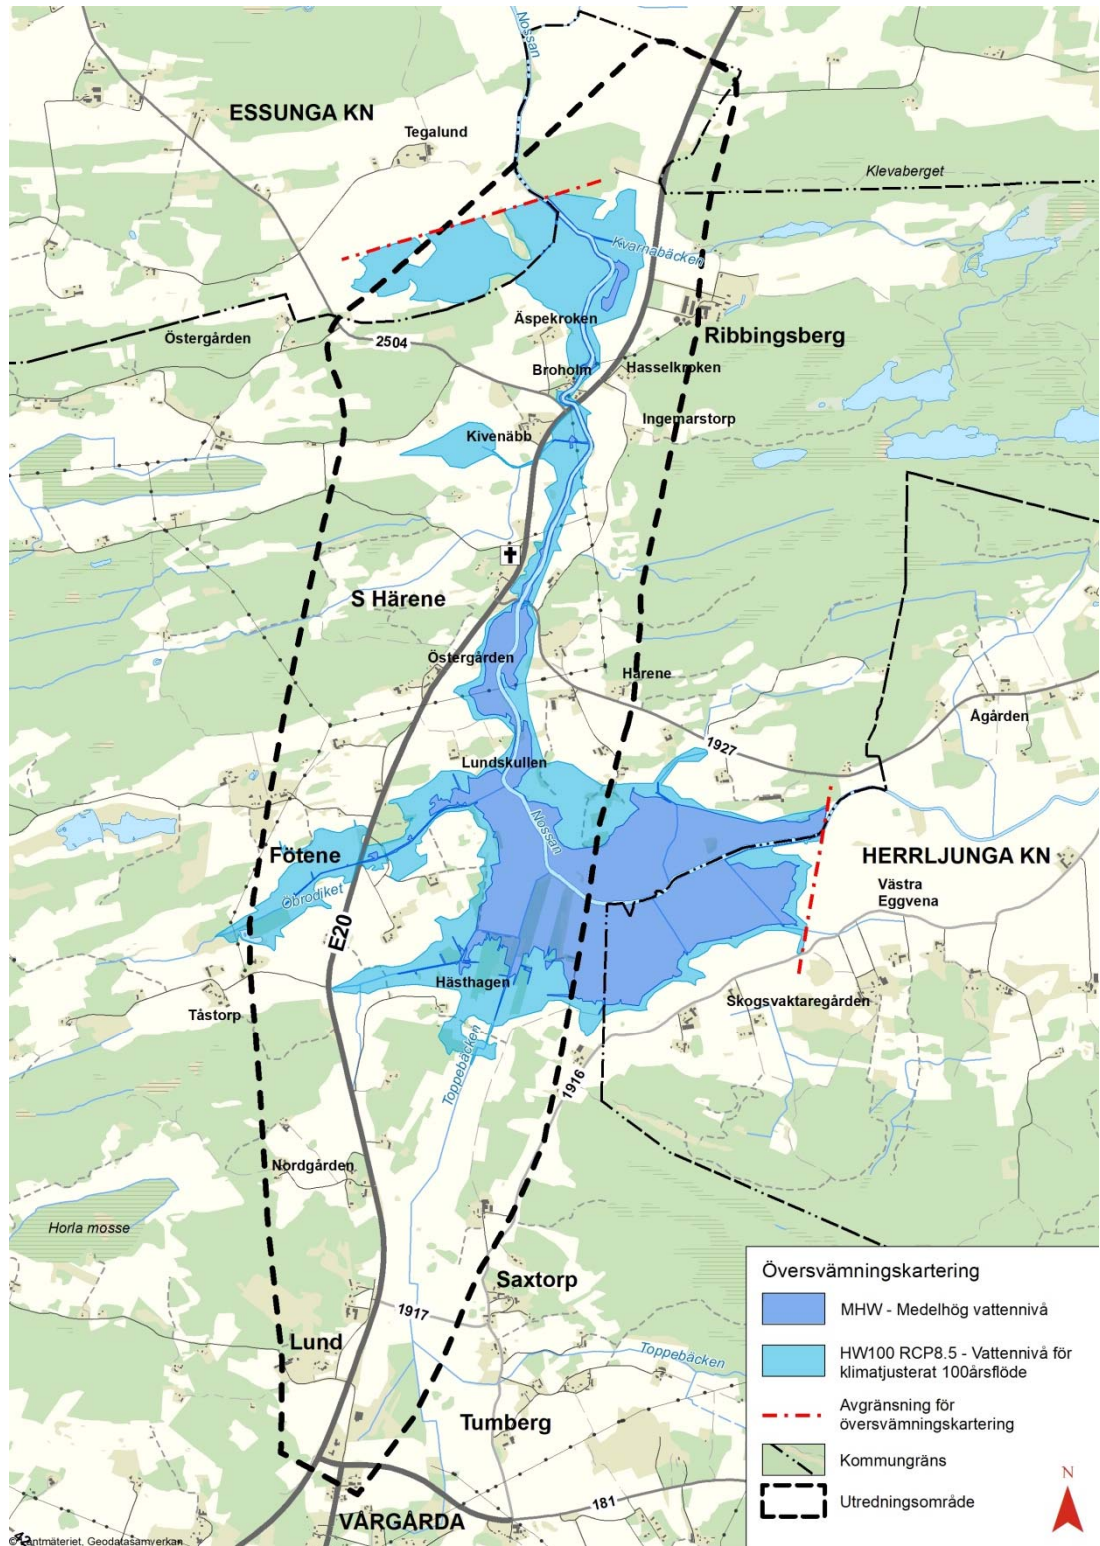 Nossan
ESSUNGA KN
Tegalund
Klevaberget
Kvarnabäcken
Äspekroken
Östergården
2504
Ribbingsberg
Broholm
Hasselkroken
Ingemarstorp
Kivenäbb
S Härene
Östergården
Härene
Ågården
1927
Lundskullen
Nossan
Fötene
HERRLJUNGA KN
Västra
Eggvena
Öbrodiket
E20
Hästhagen
Skogsvaktaregården
Tåstorp
Toppebäcken
1916
Nordgården
Horla mosse
Saxtorp
1917
Lund
Toppebäcken
Tumberg
181
VÅRGÅRDA
Översvämningskartering
MHW - Medelhög vattennivå
HW100 RCP8.5 - Vattennivå för
klimatjusterat 100årsflöde
Avgränsning för
översvämningskartering
Kommungräns
Utredningsområde
N
© Lantmäteriet, Geodatasamverkan